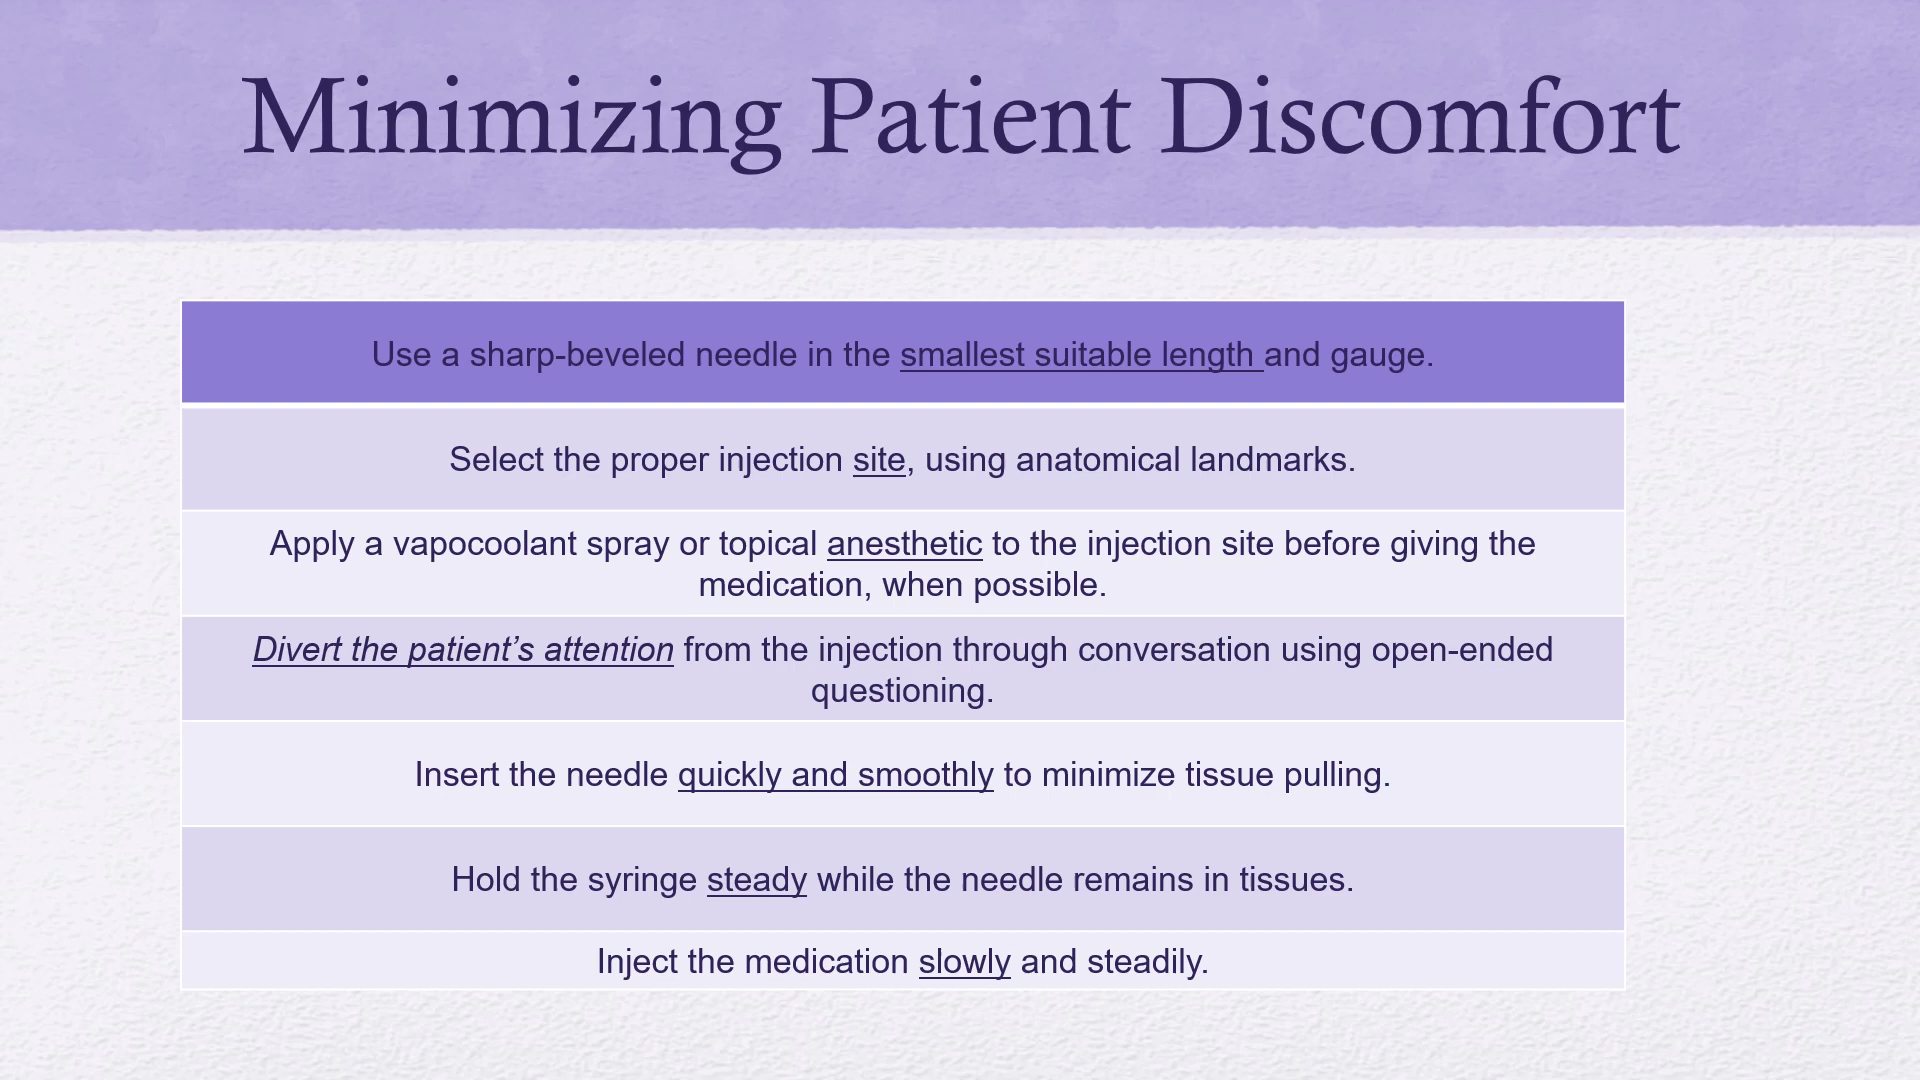 Minimizing Patient Discomfort
Use a sharp-beveled needle in the smallest suitable length and gauge.
Select the proper injection site, using anatomical landmarks.
Apply a vapocoolant spray or topical anesthetic to the injection site before giving the
medication, when possible.
Divert the patient’s attention from the injection through conversation using open-ended
questioning.
Insert the needle quickly and smoothly to minimize tissue pulling.
Hold the syringe steady while the needle remains in tissues.
Inject the medication slowly and steadily.